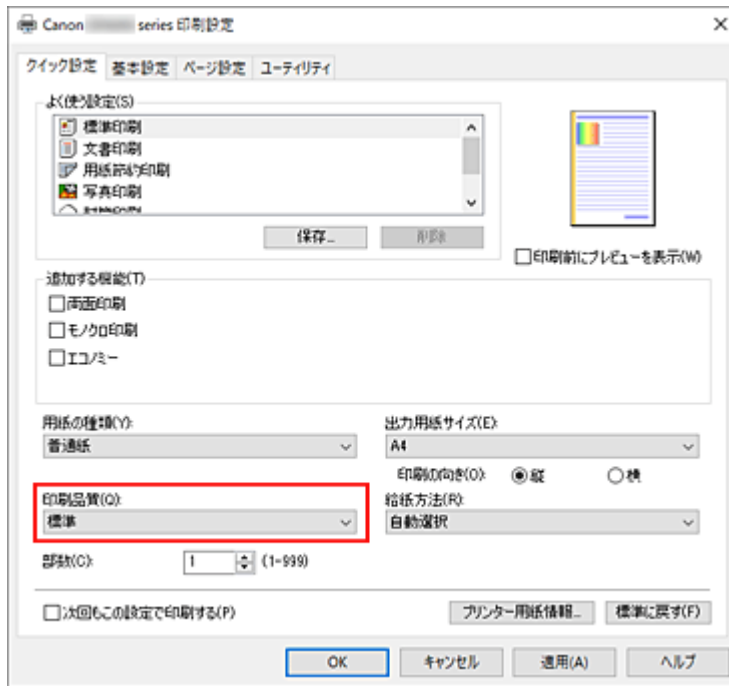 Canon series 印刷設定
クイック設定 基本設定 ページ設定 ユーティリティ
よく使う設定(S)
標準印刷
文書印刷
用紙節約印刷
写真印刷
保存...
削除
印刷前にプレビューを表示(W)
追加する機能(T)
両面印刷
モノクロ印刷
エコノミー
用紙の種類(Y):
普通紙
出力用紙サイズ(E):
A4
印刷の向き(O): 縦 横
印刷品質(Q):
標準
給紙方法(R):
自動選択
部数(C): 1 (1-999)
次回もこの設定で印刷する(P)
プリンター用紙情報... 標準に戻す(F)
OK キャンセル 適用(A) ヘルプ